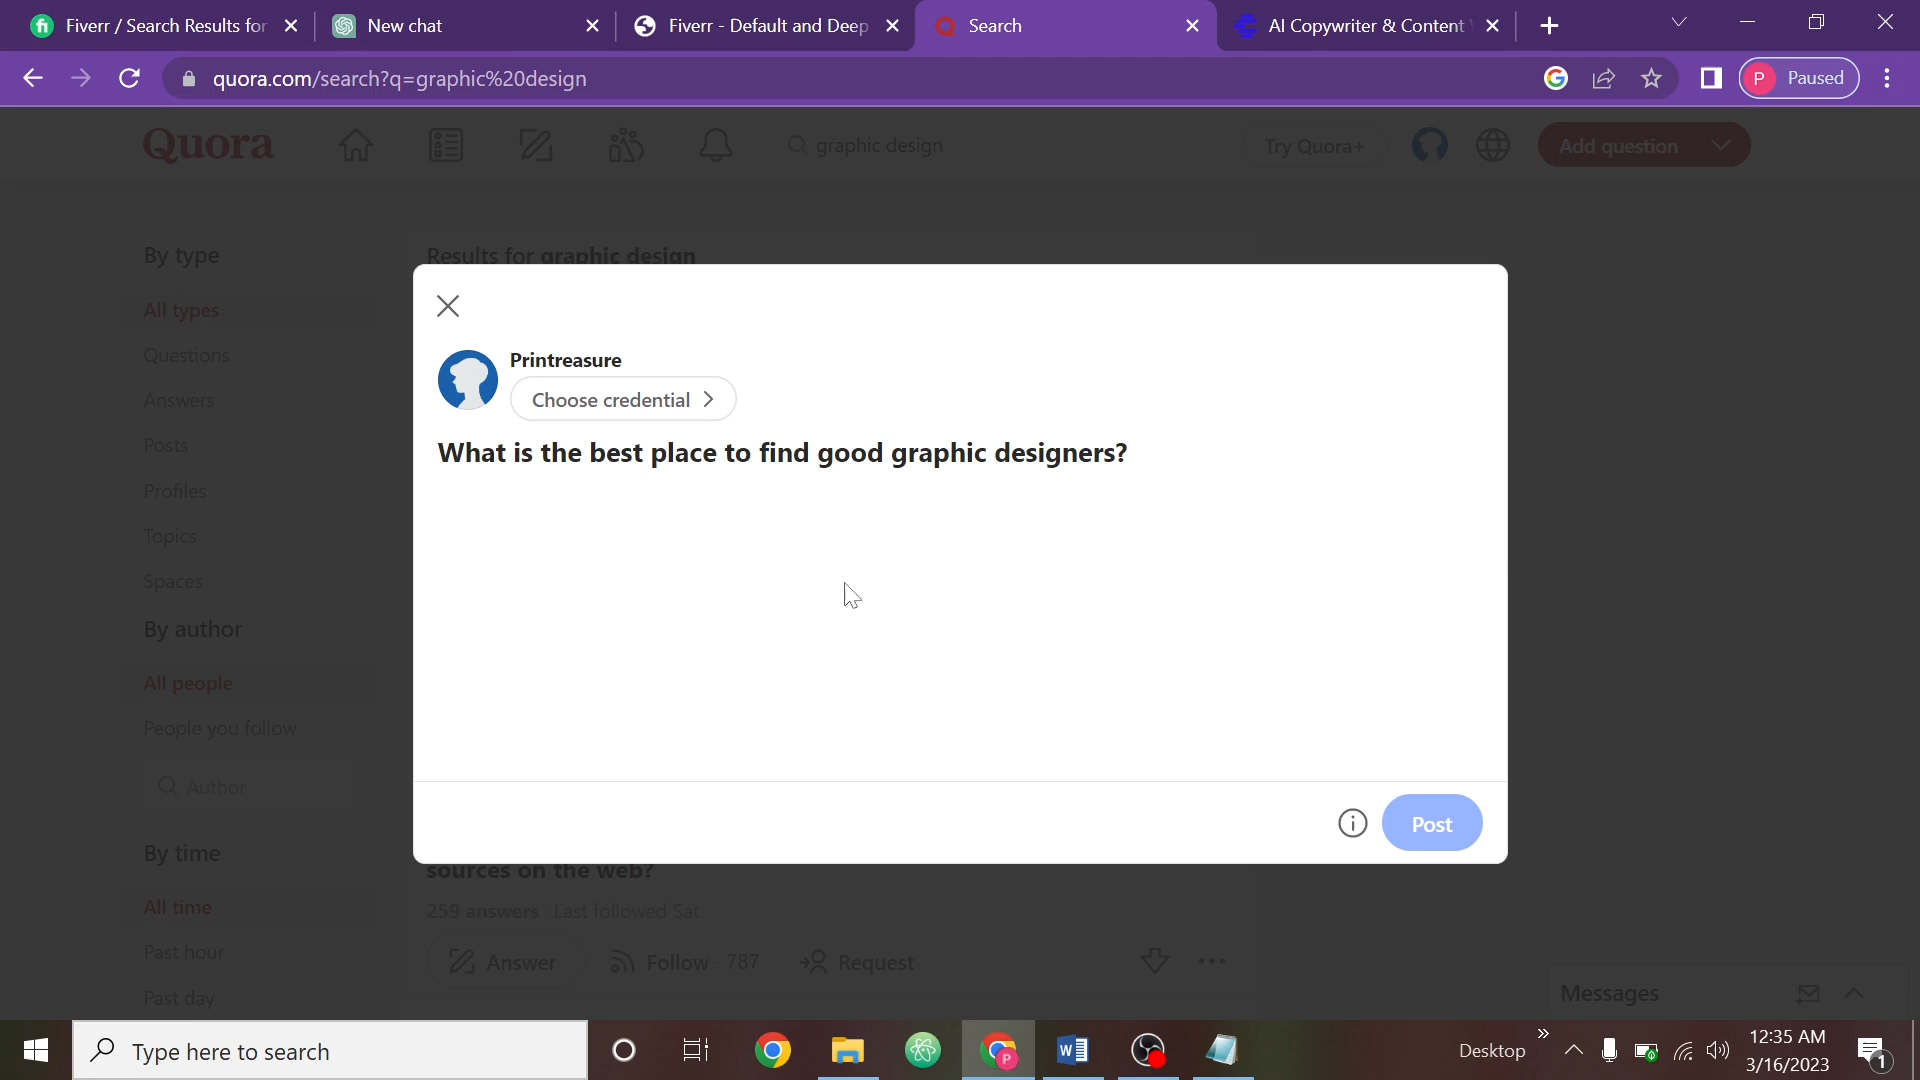 Fiverr / Search Results for
New chat
Fiverr - Default and Deep
Search
AI Copywriter & Content
quora.com/search?q=graphic%20design
P Paused
Quora
graphic design
Try Quora+
Add question
By type
Results for graphic design
All types
Questions
Answers
Posts
Profiles
Topics
Spaces
By author
All people
People you follow
Author
By time
All time
Past hour
Past day
Printreasure
Choose credential
What is the best place to find good graphic designers?
Post
sources on the web?
259 answers · Last followed Sat
Answer
Follow · 787
Request
Messages
Type here to search
Desktop
12:35 AM
3/16/2023
1